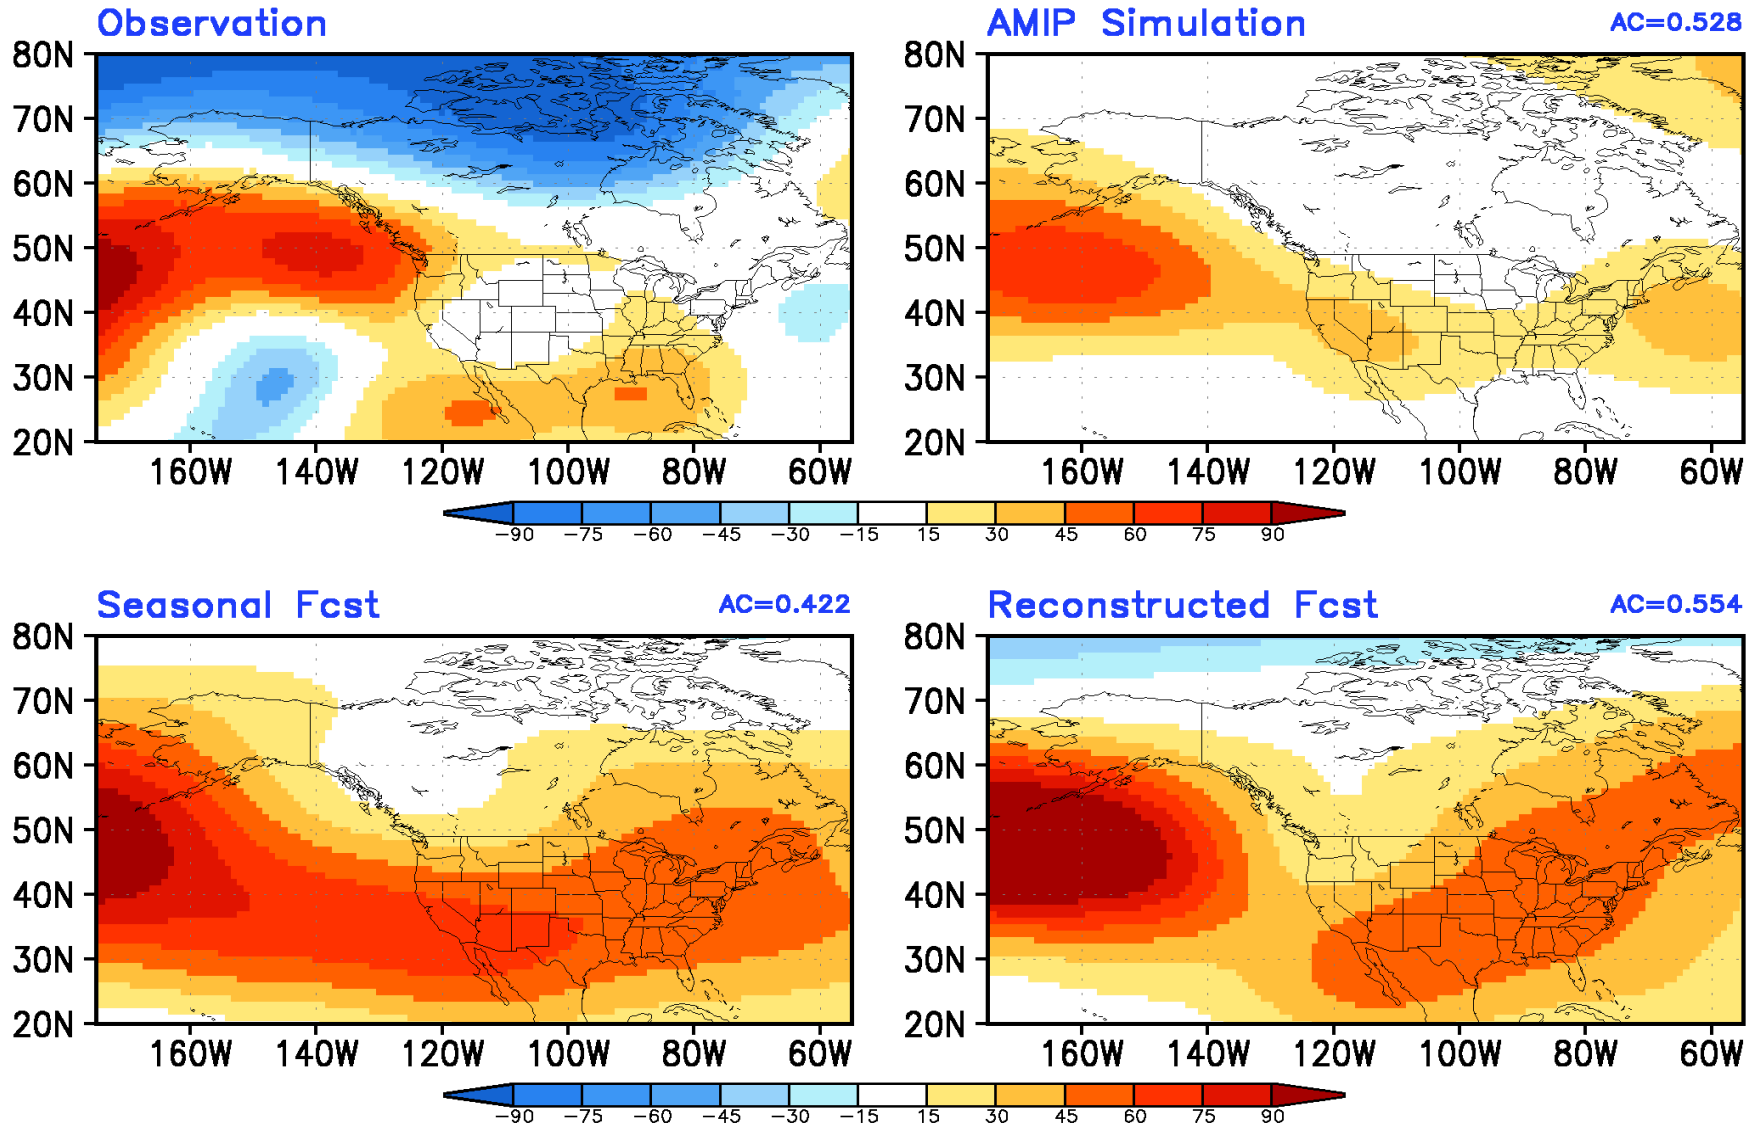 Observation
AMIP Simulation AC=0.528
80N 80N
70N 70N
60N 60N
50N 50N
40N 40N
30N 30N
20N 20N
160W 140W 120W 100W 80W 60W 160W 140W 120W 100W 80W 60W
−90 −75 −60 −45 −30 −15 15 30 45 60 75 90
Seasonal Fcst AC=0.422
Reconstructed Fcst AC=0.554
80N 80N
70N 70N
60N 60N
50N 50N
40N 40N
30N 30N
20N 20N
160W 140W 120W 100W 80W 60W 160W 140W 120W 100W 80W 60W
−90 −75 −60 −45 −30 −15 15 30 45 60 75 90